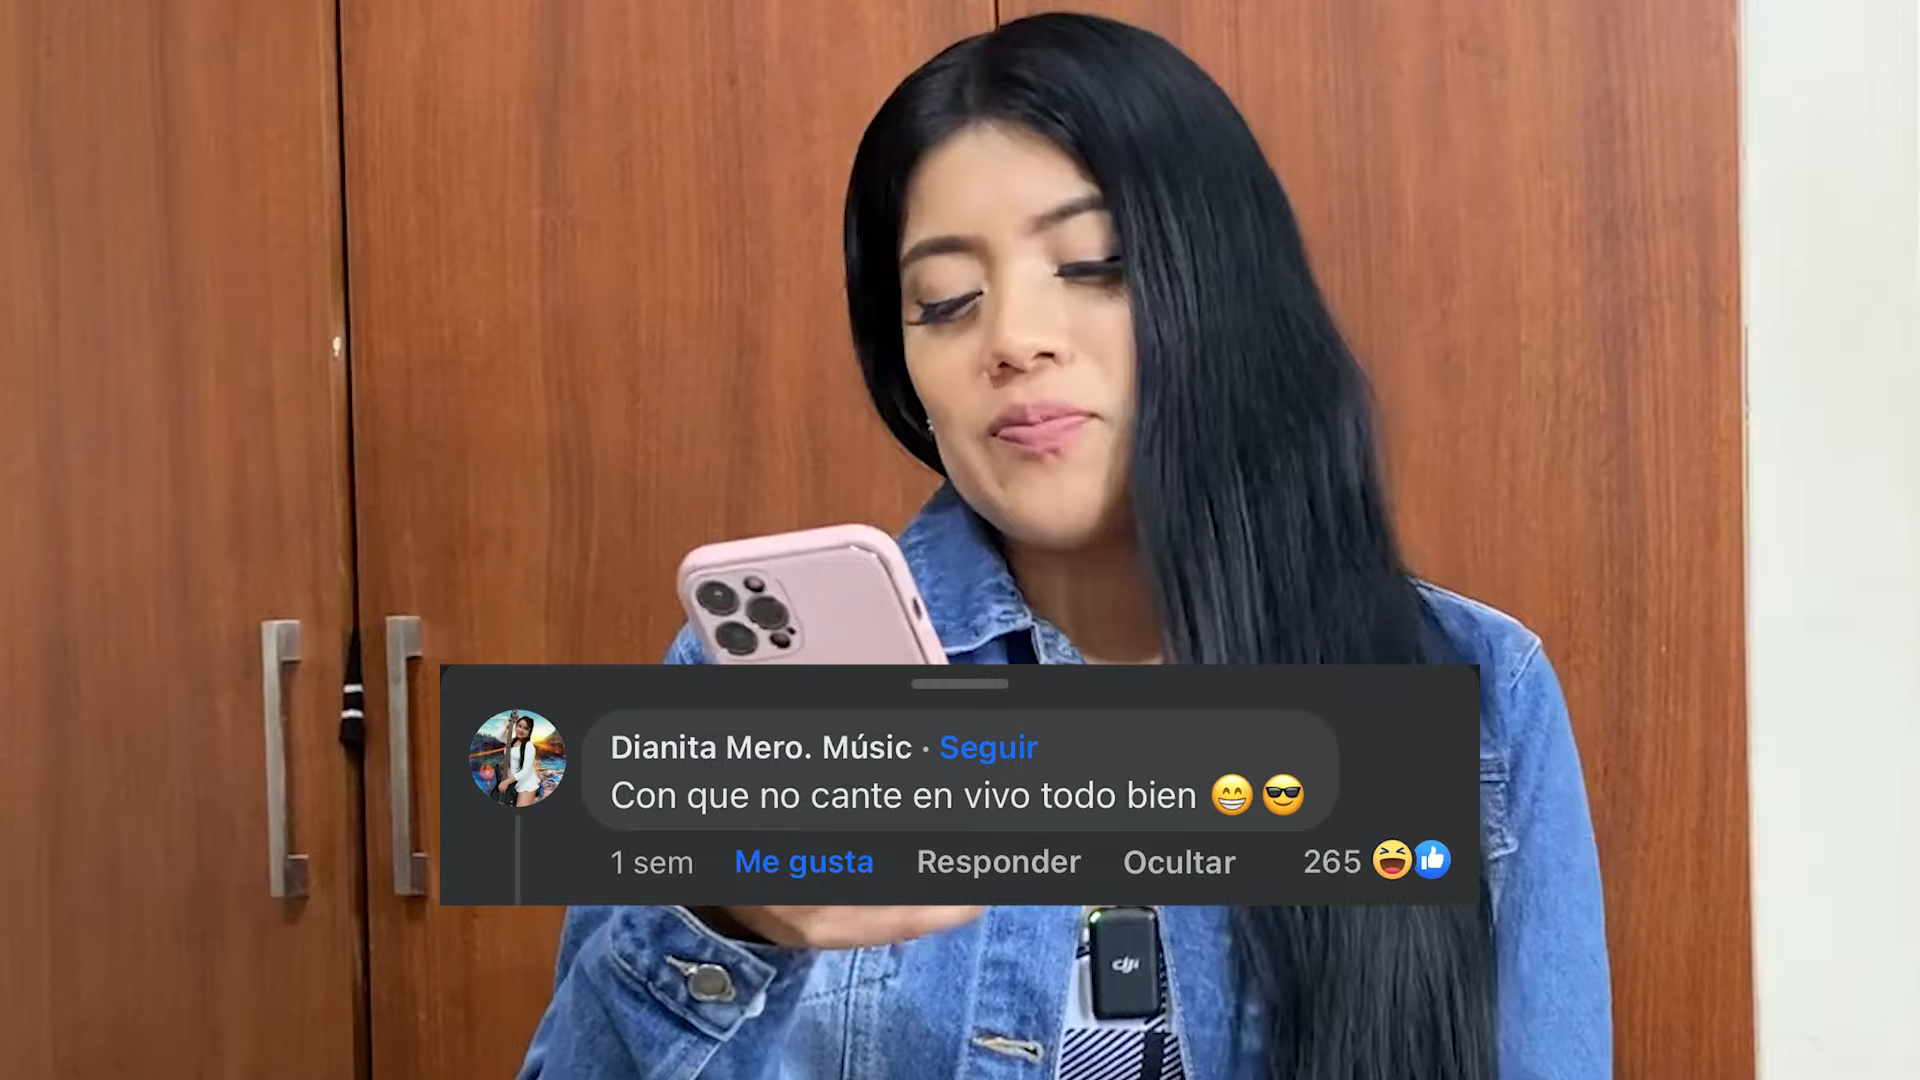 Dianita Mero. Músic · Seguir
Con que no cante en vivo todo bien 😁😎
1 sem Me gusta Responder Ocultar 265
dji